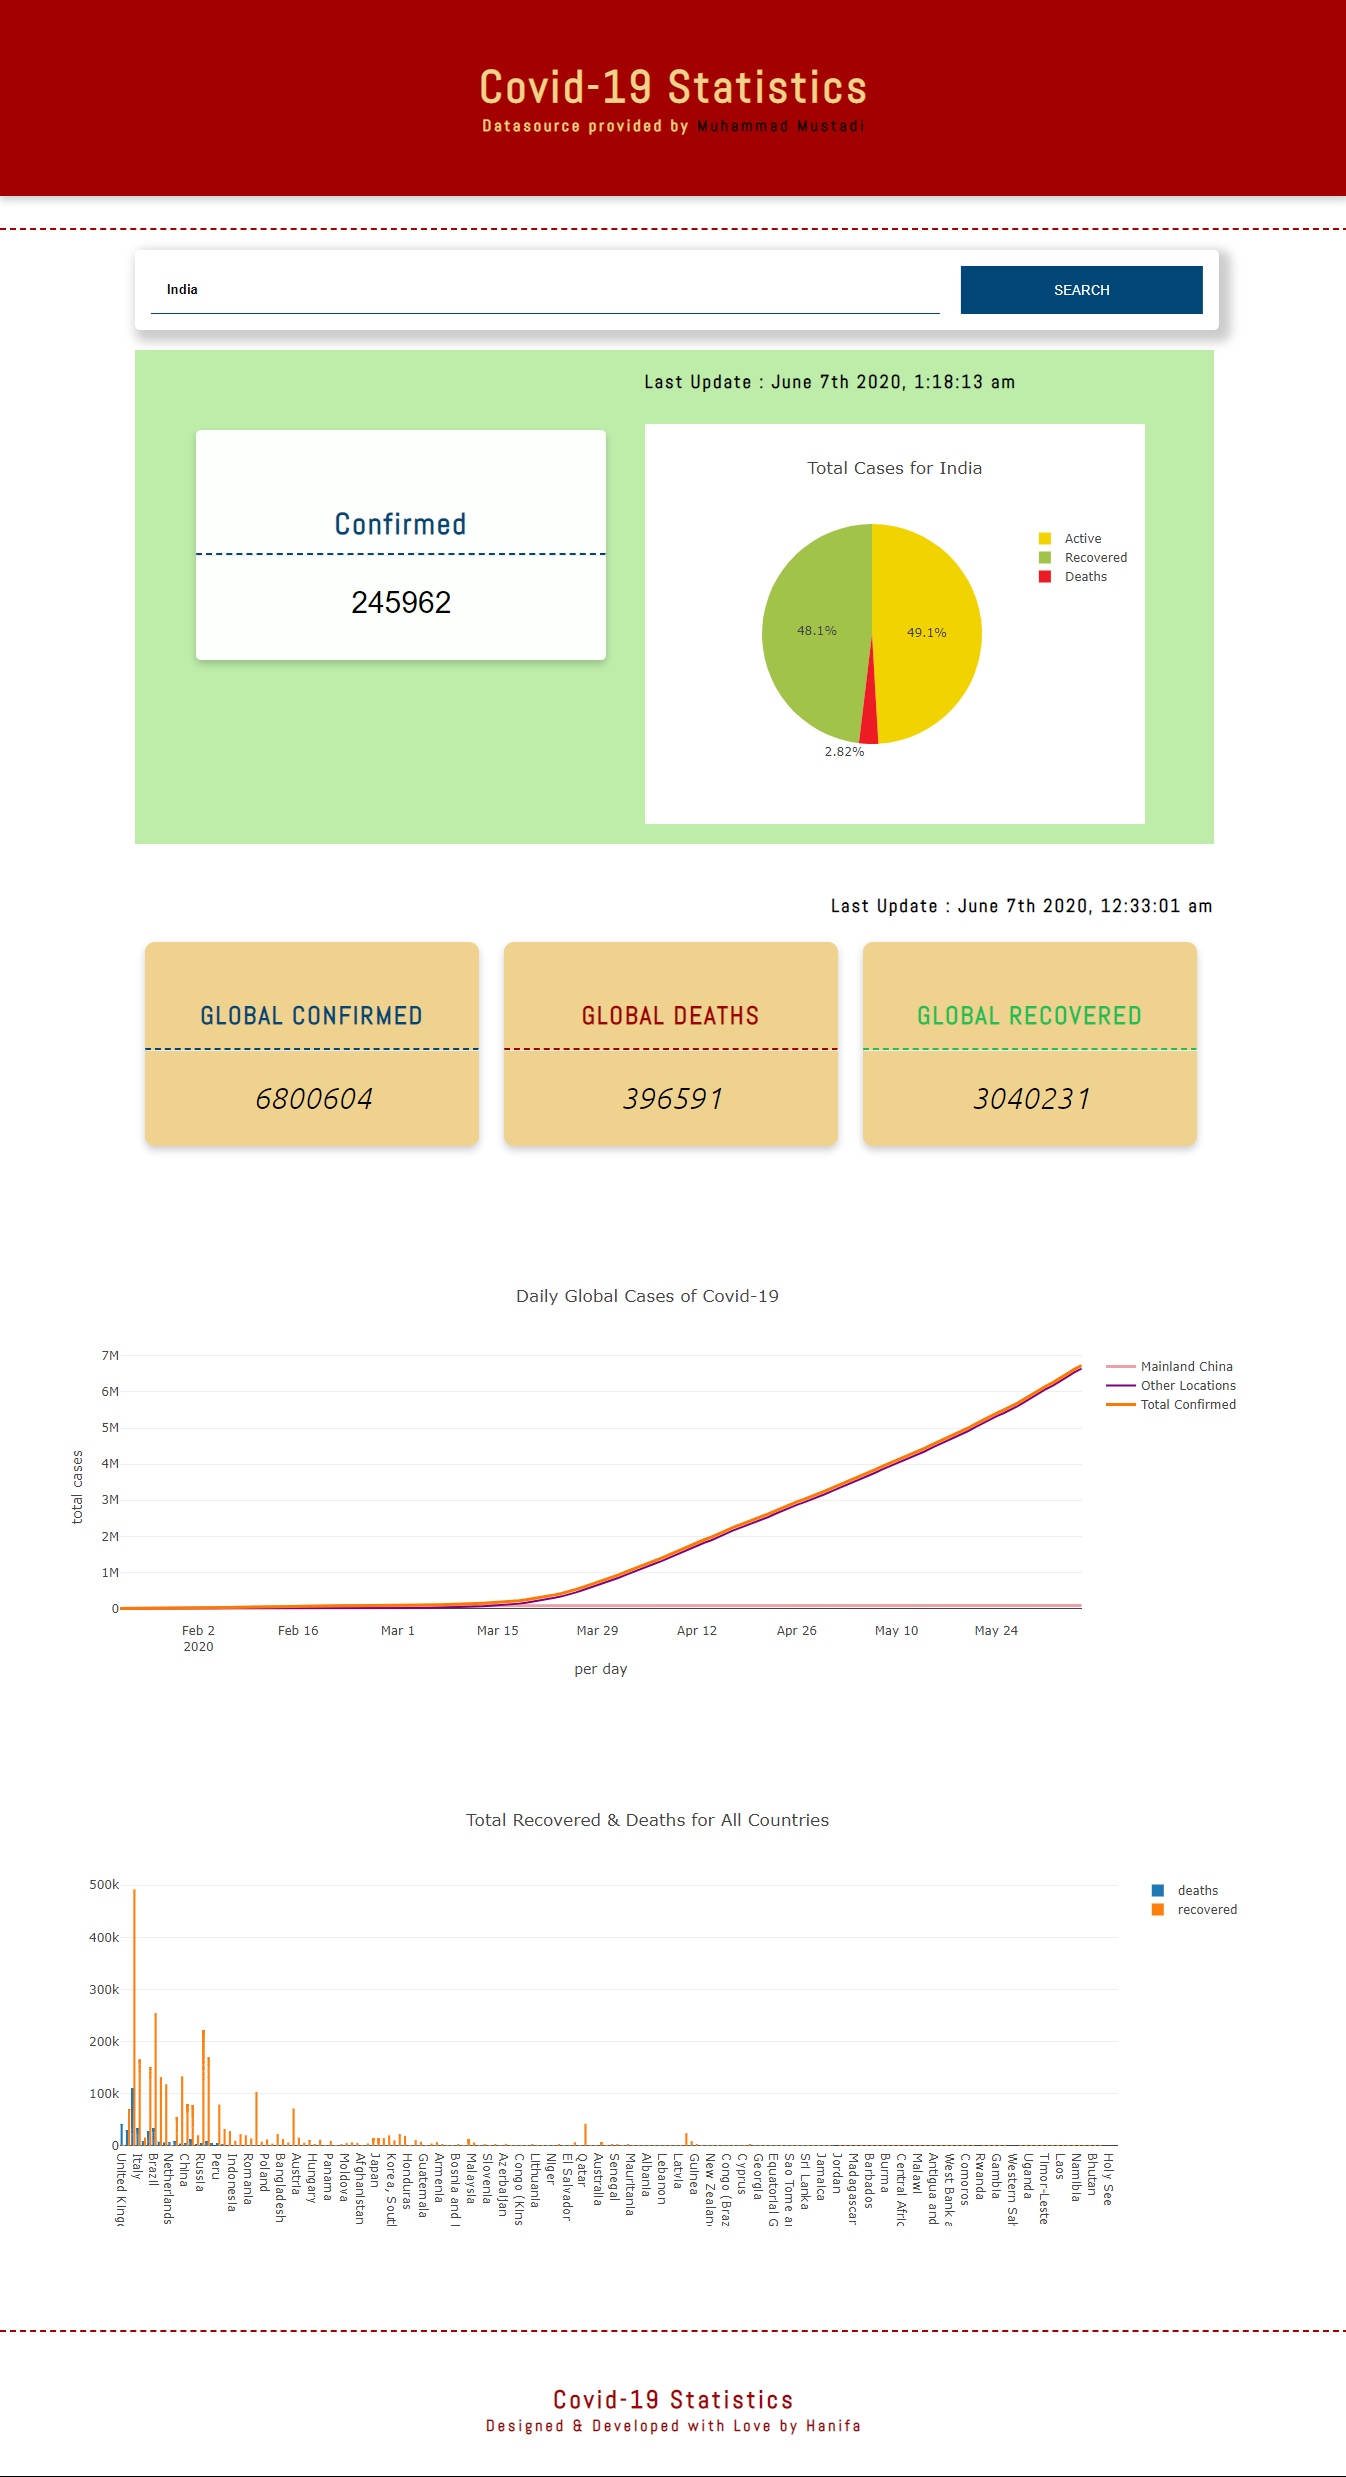 Covid-19 Statistics
Datasource provided by Muhammad Mustadi
India
SEARCH
Last Update : June 7th 2020, 1:18:13 am
Confirmed
245962
Total Cases for India
Active
Recovered
Deaths
48.1%
49.1%
2.82%
Last Update : June 7th 2020, 12:33:01 am
GLOBAL CONFIRMED
6800604
GLOBAL DEATHS
396591
GLOBAL RECOVERED
3040231
Daily Global Cases of Covid-19
7M
6M
5M
4M
3M
2M
1M
0
total cases
Feb 2
2020
Feb 16
Mar 1
Mar 15
Mar 29
Apr 12
Apr 26
May 10
May 24
per day
Mainland China
Other Locations
Total Confirmed
Total Recovered & Deaths for All Countries
500k
400k
300k
200k
100k
0
deaths
recovered
United Kingd
Italy
Brazil
Netherlands
China
Russia
Peru
Indonesia
Romania
Poland
Bangladesh
Austria
Hungary
Panama
Moldova
Afghanistan
Japan
Korea, Sout
Honduras
Guatemala
Armenia
Bosnia and
Malaysia
Slovenia
Azerbaijan
Congo (Kins
Lithuania
Niger
El Salvador
Qatar
Australia
Senegal
Mauritania
Albania
Lebanon
Latvia
Guinea
New Zealan
Congo (Braz
Cyprus
Georgia
Equatorial G
Sao Tome a
Sri Lanka
Jamaica
Jordan
Madagascar
Barbados
Burma
Central Afric
Malawi
Antigua and
West Bank a
Comoros
Rwanda
Gambia
Western Sah
Uganda
Timor-Leste
Laos
Namibia
Bhutan
Holy See
Covid-19 Statistics
Designed & Developed with Love by Hanifa